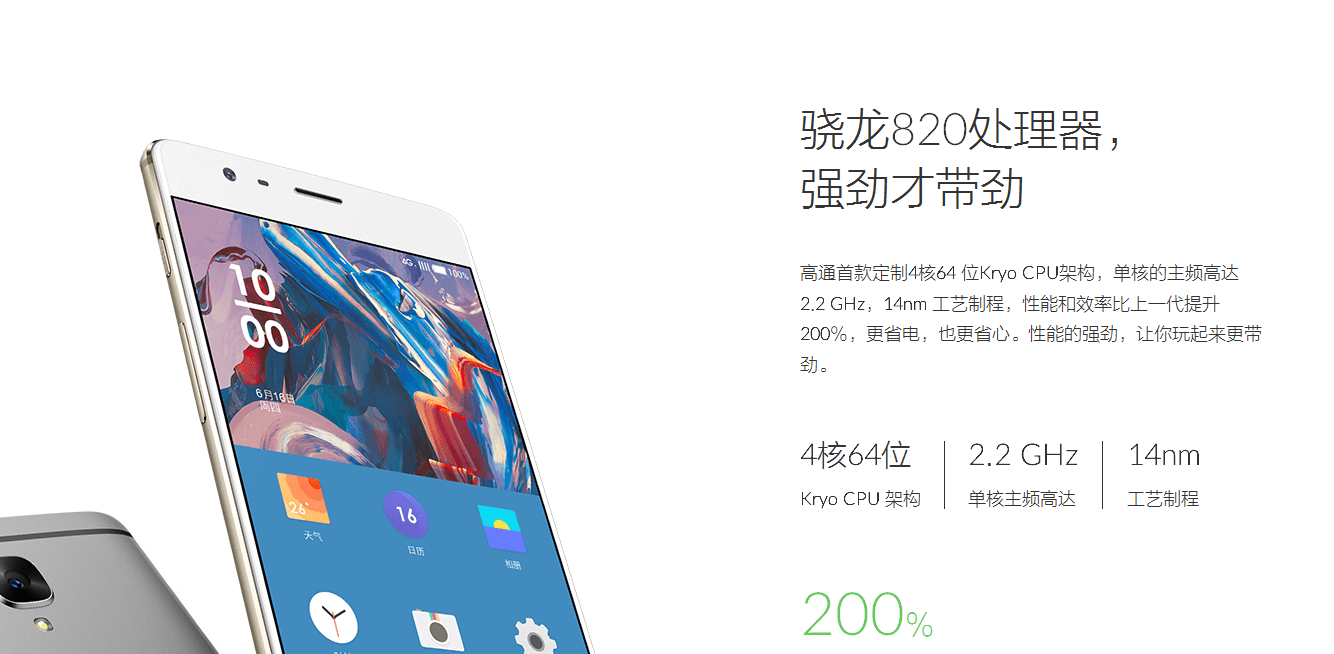 骁龙820处理器，
强劲才带劲
高通首款定制4核64 位Kryo CPU架构，单核的主频高达
2.2 GHz，14nm 工艺制程，性能和效率比上一代提升
200%，更省电，也更省心。性能的强劲，让你玩起来更带
劲。
4核64位
Kryo CPU 架构
2.2 GHz
单核主频高达
14nm
工艺制程
200%
4G 100%
10
08
6月16日
周四
26°
天气
16
日历
相册